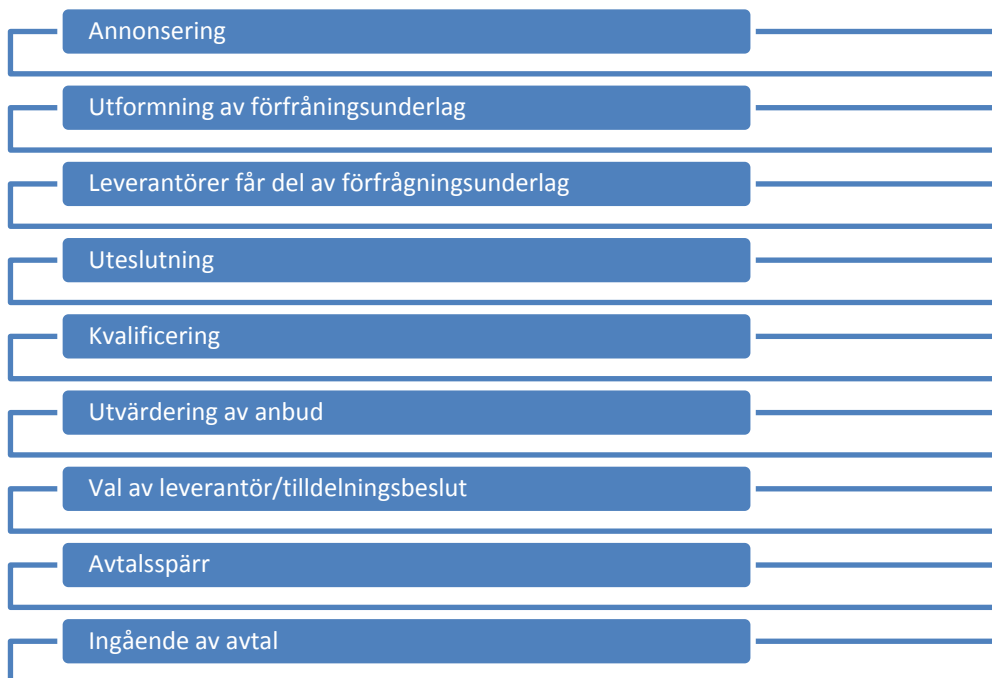 Annonsering
Utformning av förfråningsunderlag
Leverantörer får del av förfrågningsunderlag
Uteslutning
Kvalificering
Utvärdering av anbud
Val av leverantör/tilldelningsbeslut
Avtalsspärr
Ingående av avtal